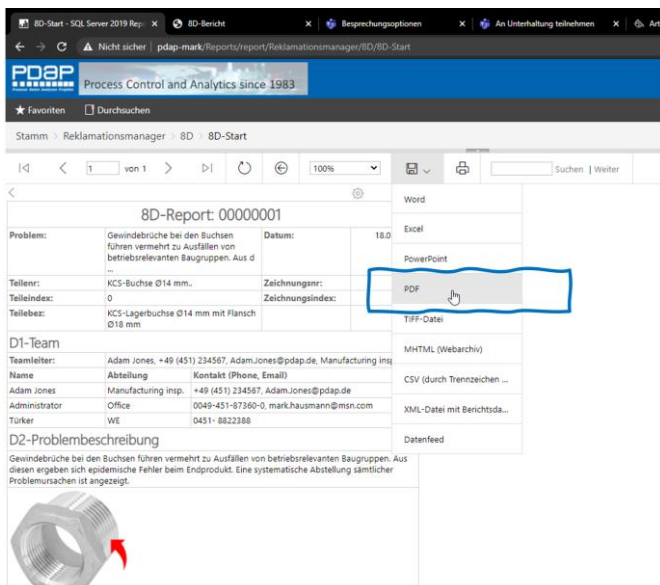 8D-Start - SQL Server 2019 Rep
8D-Bericht
Besprechungsoptionen
An Unterhaltung teilnehmen
Art
Nicht sicher | pdap-mark/Reports/report/Reklamationsmanager/8D/8D-Start
PDAP
Process Control and Analytics since 1983
Favoriten
Durchsuchen
Stamm > Reklamationsmanager > 8D > 8D-Start
1 von 1
100%
Suchen | Weiter
8D-Report: 00000001
Problem: Gewindebrüche bei den Buchsen führen vermehrt zu Ausfällen von betriebsrelevanten Baugruppen. Aus d ...
Datum: 18.0
Teilenr: KCS-Buchse Ø14 mm..
Zeichnungsnr:
Teileindex: 0
Zeichnungsindex:
Teilebez: KCS-Lagerbuchse Ø14 mm mit Flansch Ø18 mm
D1-Team
Teamleiter: Adam Jones, +49 (451) 234567, Adam.Jones@pdap.de, Manufacturing insp
Name Abteilung Kontakt (Phone, Email)
Adam Jones Manufacturing insp. +49 (451) 234567, Adam.Jones@pdap.de
Administrator Office 0049-451-87360-0, mark.hausmann@msn.com
Türker WE 0451- 8822388
D2-Problembeschreibung
Gewindebrüche bei den Buchsen führen vermehrt zu Ausfällen von betriebsrelevanten Baugruppen. Aus
diesen ergeben sich epidemische Fehler beim Endprodukt. Eine systematische Abstellung sämtlicher
Problemursachen ist angezeigt.
Word
Excel
PowerPoint
PDF
TIFF-Datei
MHTML (Webarchiv)
CSV (durch Trennzeichen ...
XML-Datei mit Berichtsda...
Datenfeed